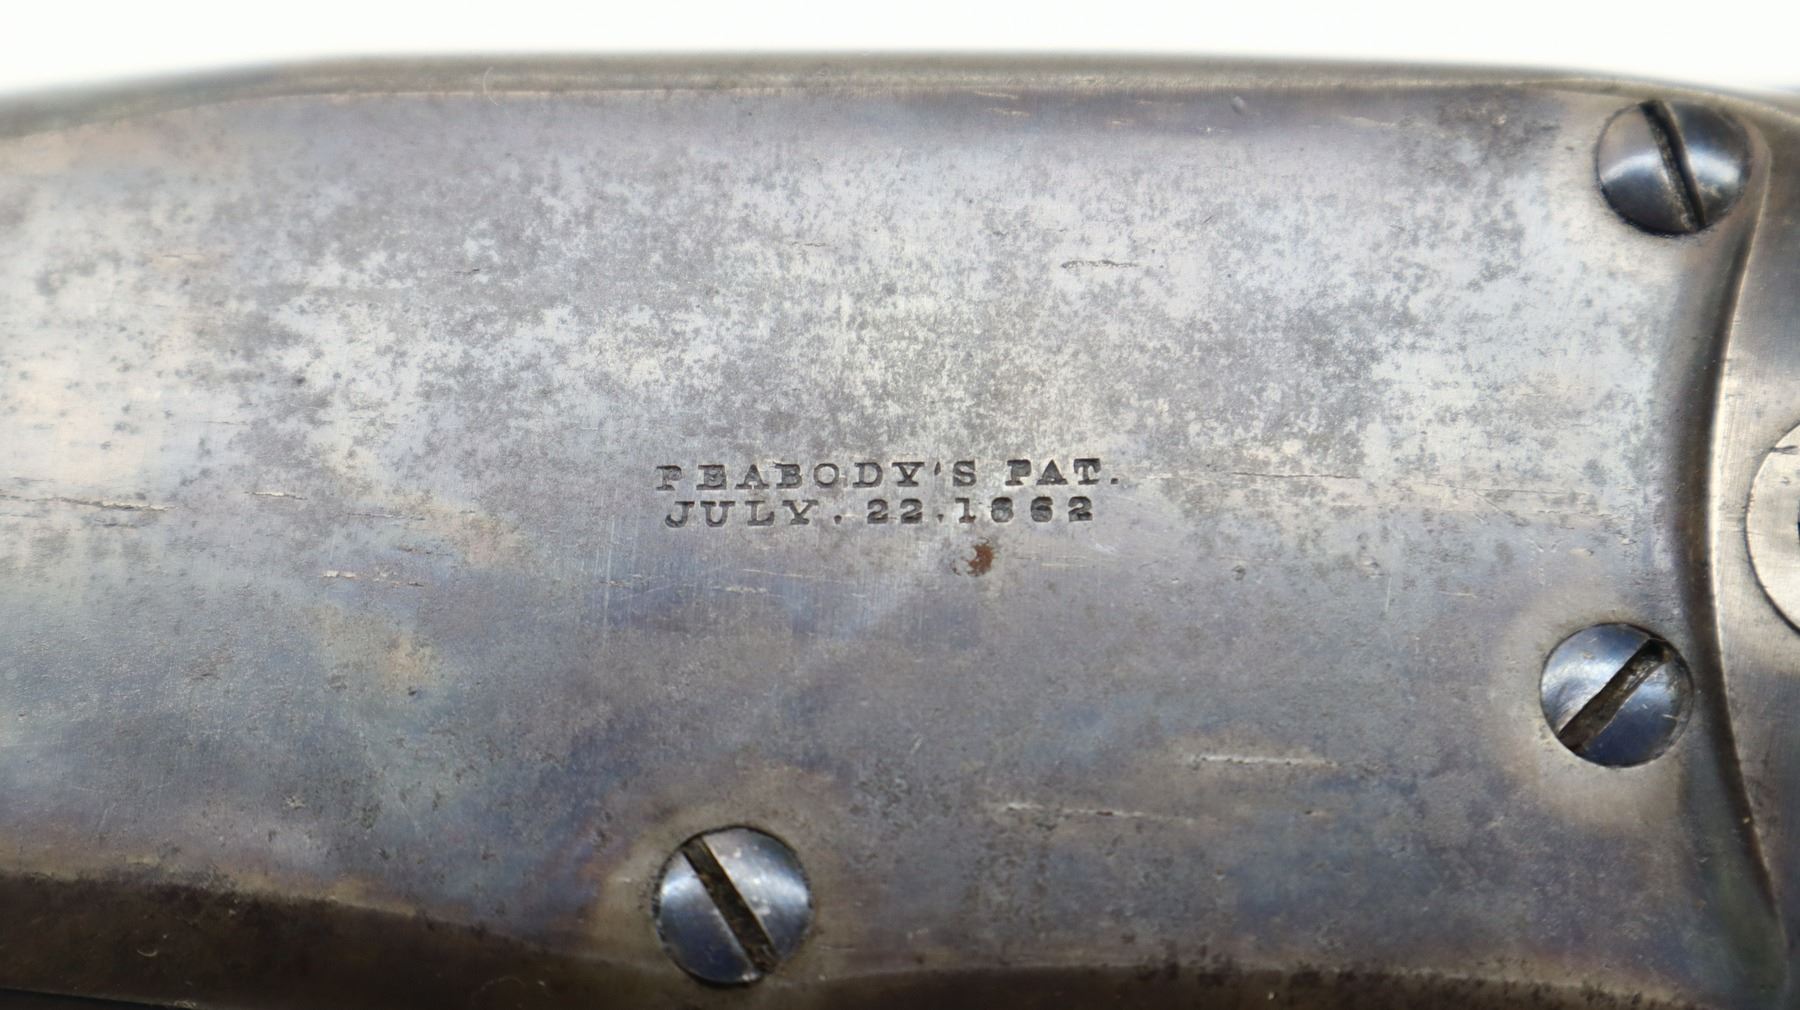 PEABODY'S PAT.
JULY. 22. 1862